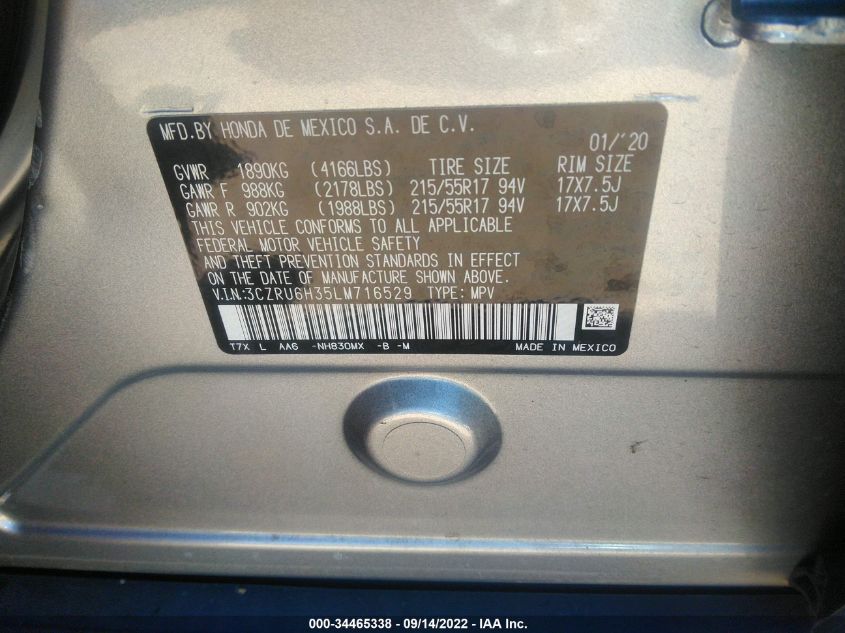 MFD.BY HONDA DE MEXICO S.A. DE C.V.
01/'20
GVWR 1890KG (4166LBS) TIRE SIZE RIM SIZE
GAWR F 988KG (2178LBS) 215/55R17 94V 17X7.5J
GAWR R 902KG (1988LBS) 215/55R17 94V 17X7.5J
THIS VEHICLE CONFORMS TO ALL APPLICABLE
FEDERAL MOTOR VEHICLE SAFETY
AND THEFT PREVENTION STANDARDS IN EFFECT
ON THE DATE OF MANUFACTURE SHOWN ABOVE.
V.I.N:3CZRU6H35LM716529 TYPE: MPV
T7X L AA6 -NH830MX -B -M MADE IN MEXICO
000-34465338 - 09/14/2022 - IAA Inc.